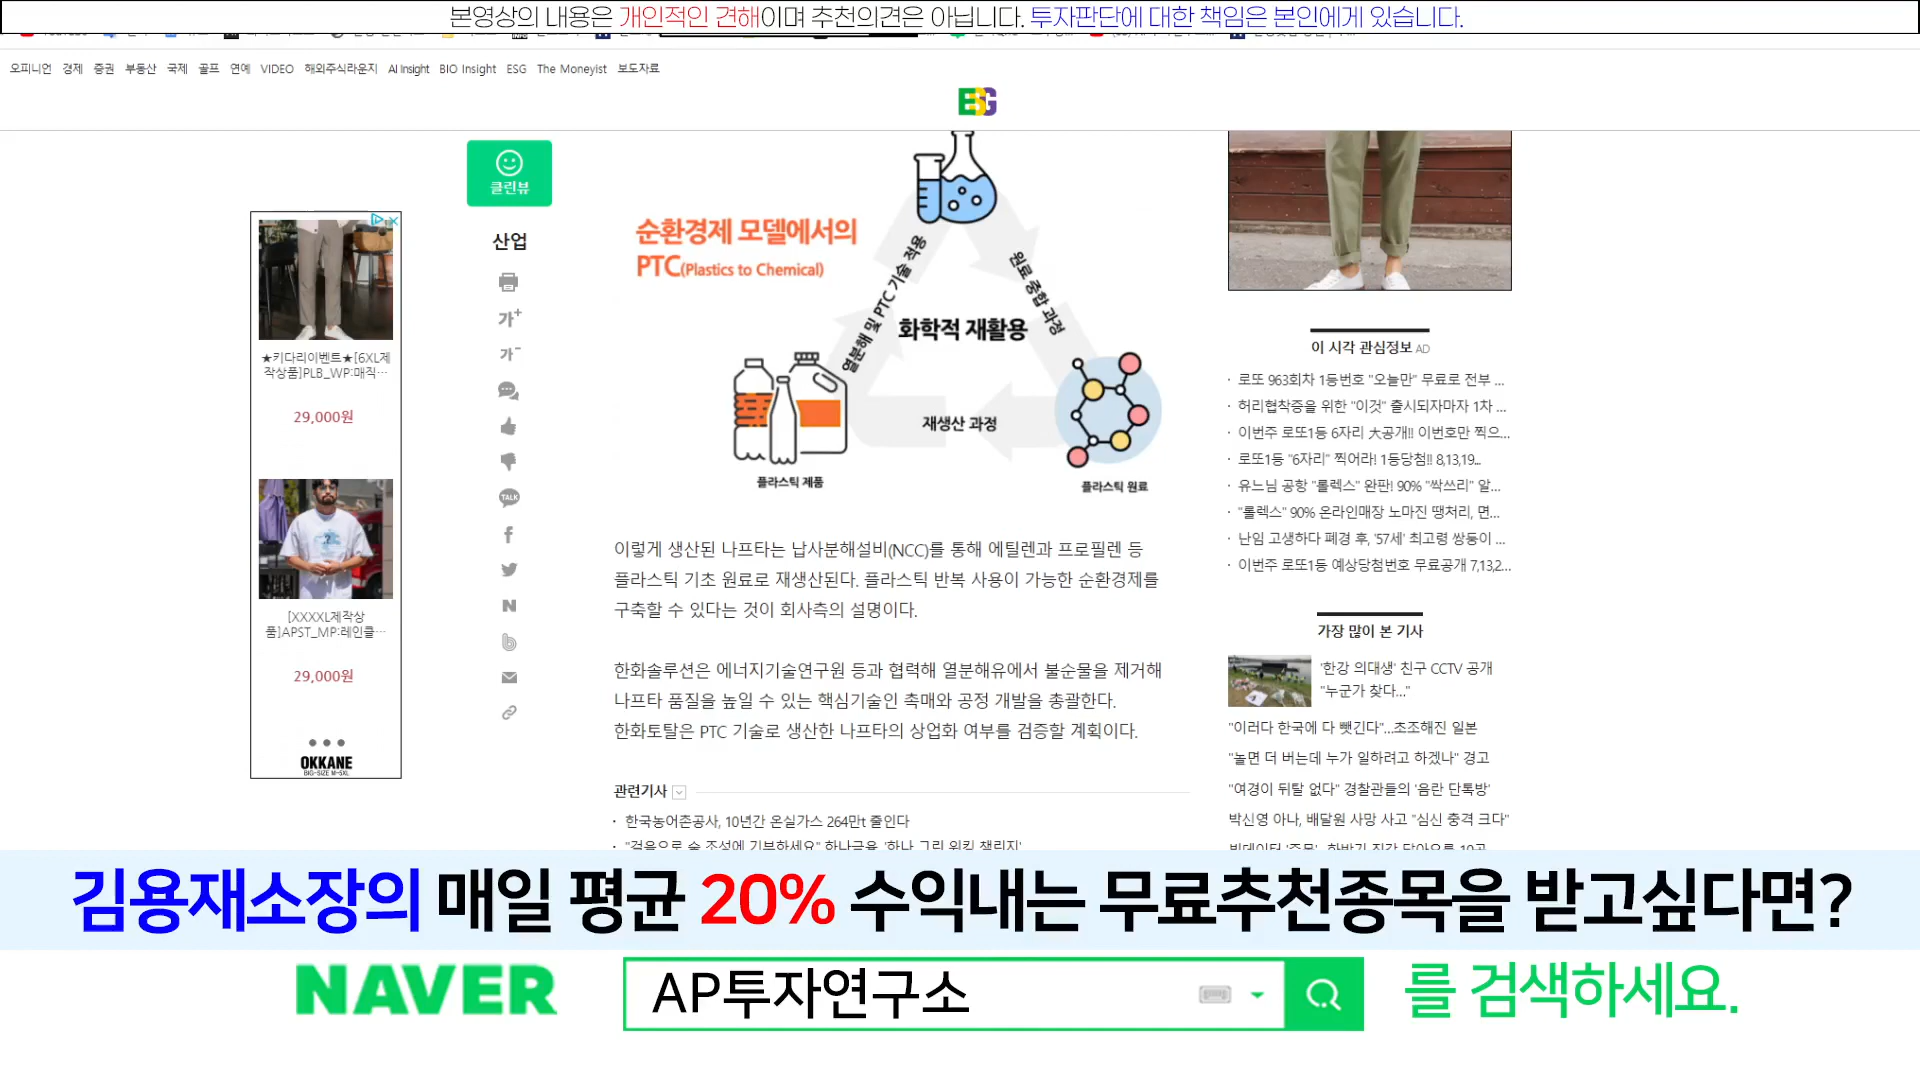 본영상의 내용은 개인적인 견해이며 추천의견은 아닙니다. 투자판단에 대한 책임은 본인에게 있습니다.
오피니언 경제 증권 부동산 국제 골프 연예 VIDEO 해외주식라운지 AI Insight BIO Insight ESG The Moneyist 보도자료
ESG
클린뷰
산업
가+
가-
TALK
★키다리이벤트★[6XL제
작상품]PLB_WP:매직…
29,000원
[XXXXL제작상
품]APST_MP:레인클…
29,000원
OKKANE
BIG-SIZE M-5XL
순환경제 모델에서의
PTC(Plastics to Chemical)
열분해 및 PTC 기술 적용
원료 중합 과정
화학적 재활용
재생산 과정
플라스틱 제품
플라스틱 원료
이렇게 생산된 나프타는 납사분해설비(NCC)를 통해 에틸렌과 프로필렌 등
플라스틱 기초 원료로 재생산된다. 플라스틱 반복 사용이 가능한 순환경제를
구축할 수 있다는 것이 회사측의 설명이다.
한화솔루션은 에너지기술연구원 등과 협력해 열분해유에서 불순물을 제거해
나프타 품질을 높일 수 있는 핵심기술인 촉매와 공정 개발을 총괄한다.
한화토탈은 PTC 기술로 생산한 나프타의 상업화 여부를 검증할 계획이다.
관련기사
· 한국농어촌공사, 10년간 온실가스 264만t 줄인다
· "걸음으로 숲 조성에 기부하세요" 하나금융, '하나 그린 워킹 챌린지'
이 시각 관심정보 AD
· 로또 963회차 1등번호 "오늘만" 무료로 전부 ...
· 허리협착증을 위한 "이것" 출시되자마자 1차 ...
· 이번주 로또1등 6자리 大공개!! 이번호만 찍으...
· 로또1등 "6자리" 찍어라! 1등당첨!! 8,13,19...
· 유느님 공항 "롤렉스" 완판! 90% "싹쓰리" 알...
· "롤렉스" 90% 온라인매장 노마진 땡처리, 면...
· 난임 고생하다 폐경 후, '57세' 최고령 쌍둥이 ...
· 이번주 로또1등 예상당첨번호 무료공개 7,13,2...
가장 많이 본 기사
'한강 의대생' 친구 CCTV 공개
"누군가 찾다..."
"이러다 한국에 다 뺏긴다"...초조해진 일본
"놀면 더 버는데 누가 일하려고 하겠나" 경고
"여경이 뒤탈 없다" 경찰관들의 '음란 단톡방'
박신영 아나, 배달원 사망 사고 "심신 충격 크다"
김용재소장의 매일 평균 20% 수익내는 무료추천종목을 받고싶다면?
NAVER AP투자연구소 를 검색하세요.